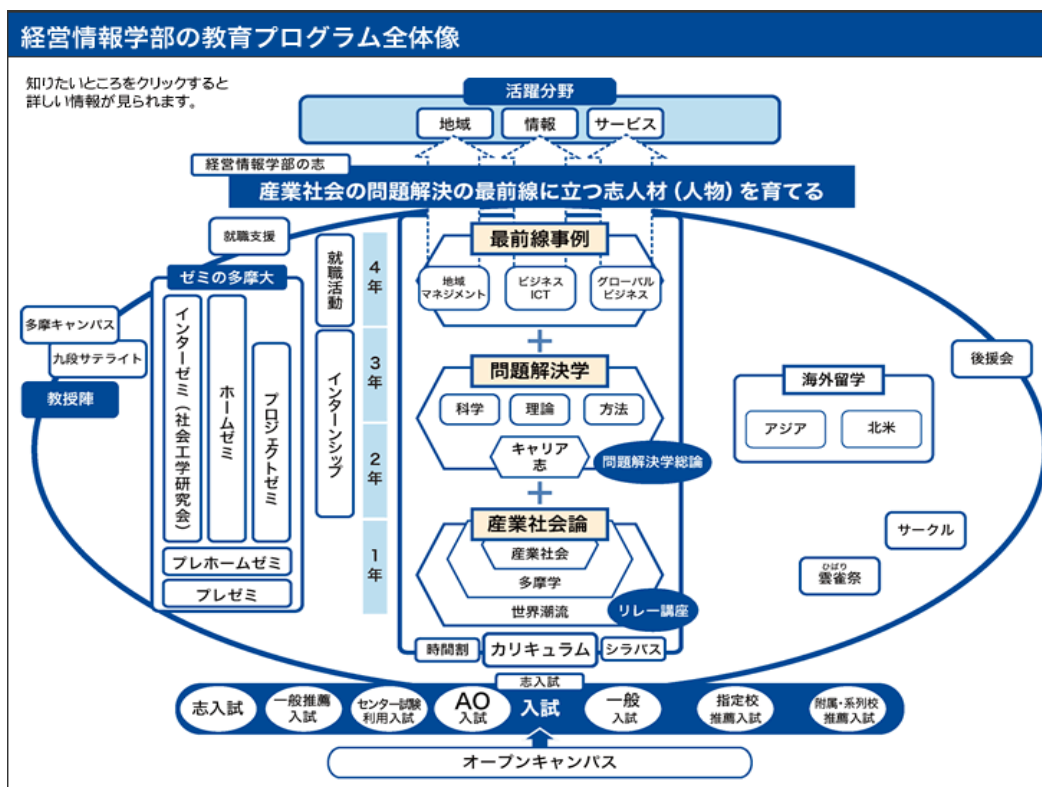 経営情報学部の教育プログラム全体像
知りたいところをクリックすると
詳しい情報が見られます。
活躍分野
地域
情報
サービス
経営情報学部の志
産業社会の問題解決の最前線に立つ志人材（人物）を育てる
就職支援
ゼミの多摩大
多摩キャンパス
九段サテライト
教授陣
インターゼミ（社会工学研究会）
ホームゼミ
プロジェクトゼミ
プレホームゼミ
プレゼミ
就職活動
インターンシップ
4年
3年
2年
1年
最前線事例
地域
マネジメント
ビジネス
ICT
グローバル
ビジネス
＋
問題解決学
科学
理論
方法
キャリア
志
問題解決学総論
＋
産業社会論
産業社会
多摩学
世界潮流
リレー講座
時間割
カリキュラム
シラバス
海外留学
アジア
北米
後援会
サークル
ひばり
雲雀祭
志入試
志入試
一般推薦
入試
センター試験
利用入試
AO
入試
入試
一般
入試
指定校
推薦入試
附属・系列校
推薦入試
オープンキャンパス